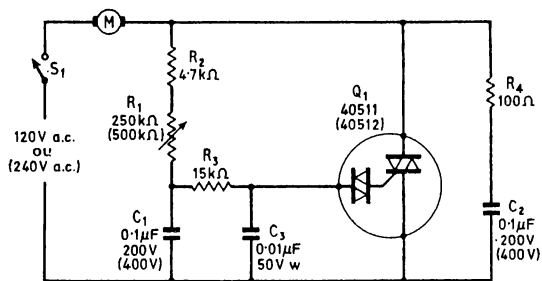 M
S1
120V a.c.
ou
(240V a.c.)
R2
4·7kΩ
R1
250kΩ
(500kΩ)
R3
15kΩ
C1
0·1µF
200V
(400V)
C3
0·01µF
50V w
Q1
40511
(40512)
R4
100Ω
C2
0·1µF
200V
(400V)